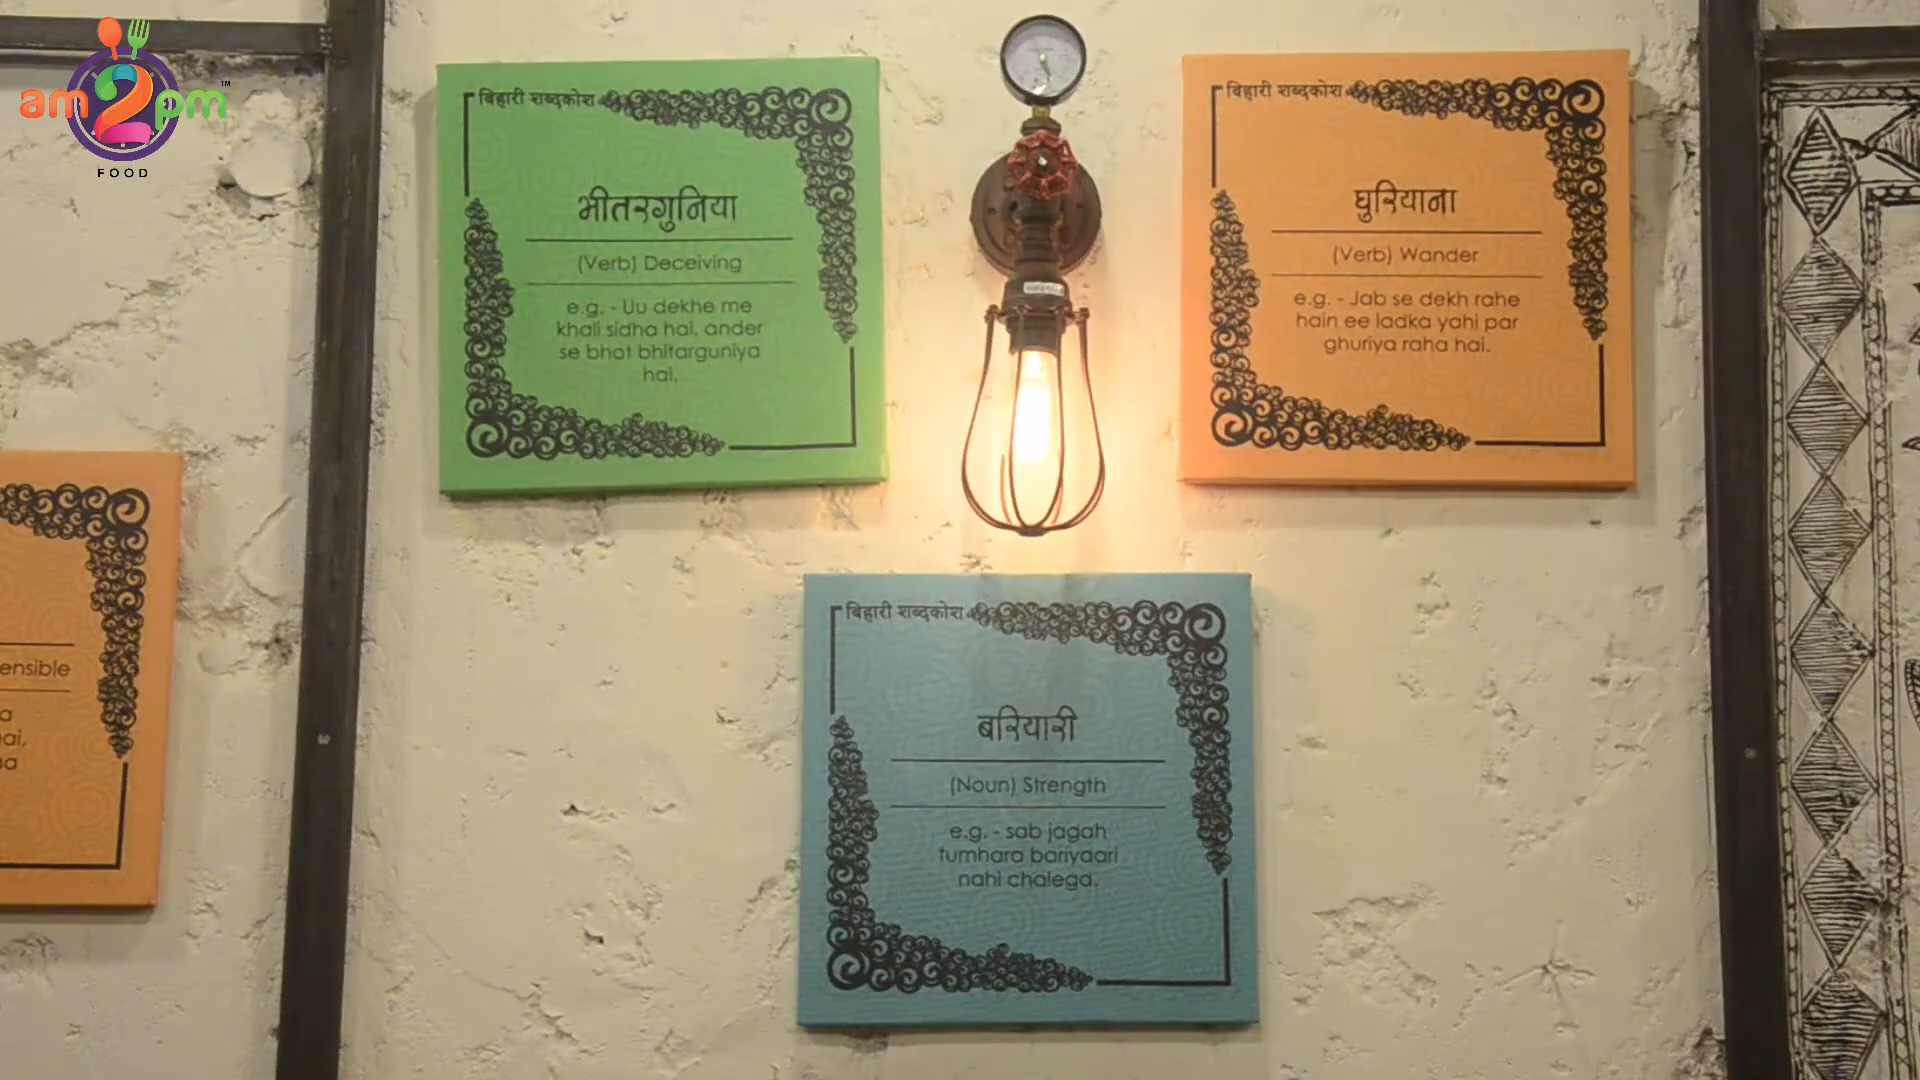 am2pm
TM
FOOD
बिहारी शब्दकोश
भीतरगुनिया
(Verb) Deceiving
e.g. - Uu dekhe me
khali sidha hai, ander
se bhot bhitarguniya
hai.
बिहारी शब्दकोश
घुरियाना
(Verb) Wander
e.g. - Jab se dekh rahe
hain ee ladka yahi par
ghuriya raha hai.
बिहारी शब्दकोश
बरियारी
(Noun) Strength
e.g. - sab jagah
tumhara bariyaari
nahi chalega.
ensible
a
ai,